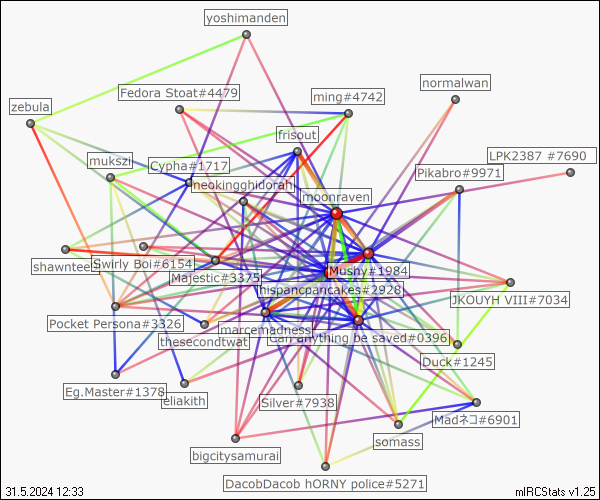 yoshimanden
normalwan
Fedora Stoat#4479
ming#4742
zebula
frisout
LPK2387 #7690
mukszi
Cypha#1717
Pikabro#9971
neokingghidorah
moonraven
shawntees
Swirly Boi#6154
Majestic#3375
Mushy#1984
hispanicpancakes#2928
JKOUYH VIII#7034
Pocket Persona#3326
marcemadness
thesecondtwat
Can anything be saved#0396
Duck#1245
Eg.Master#1378
eliakith
Silver#7938
Madネコ#6901
somass
bigcitysamurai
DacobDacob hORNY police#5271
31.5.2024 12:33
mIRCStats v1.25